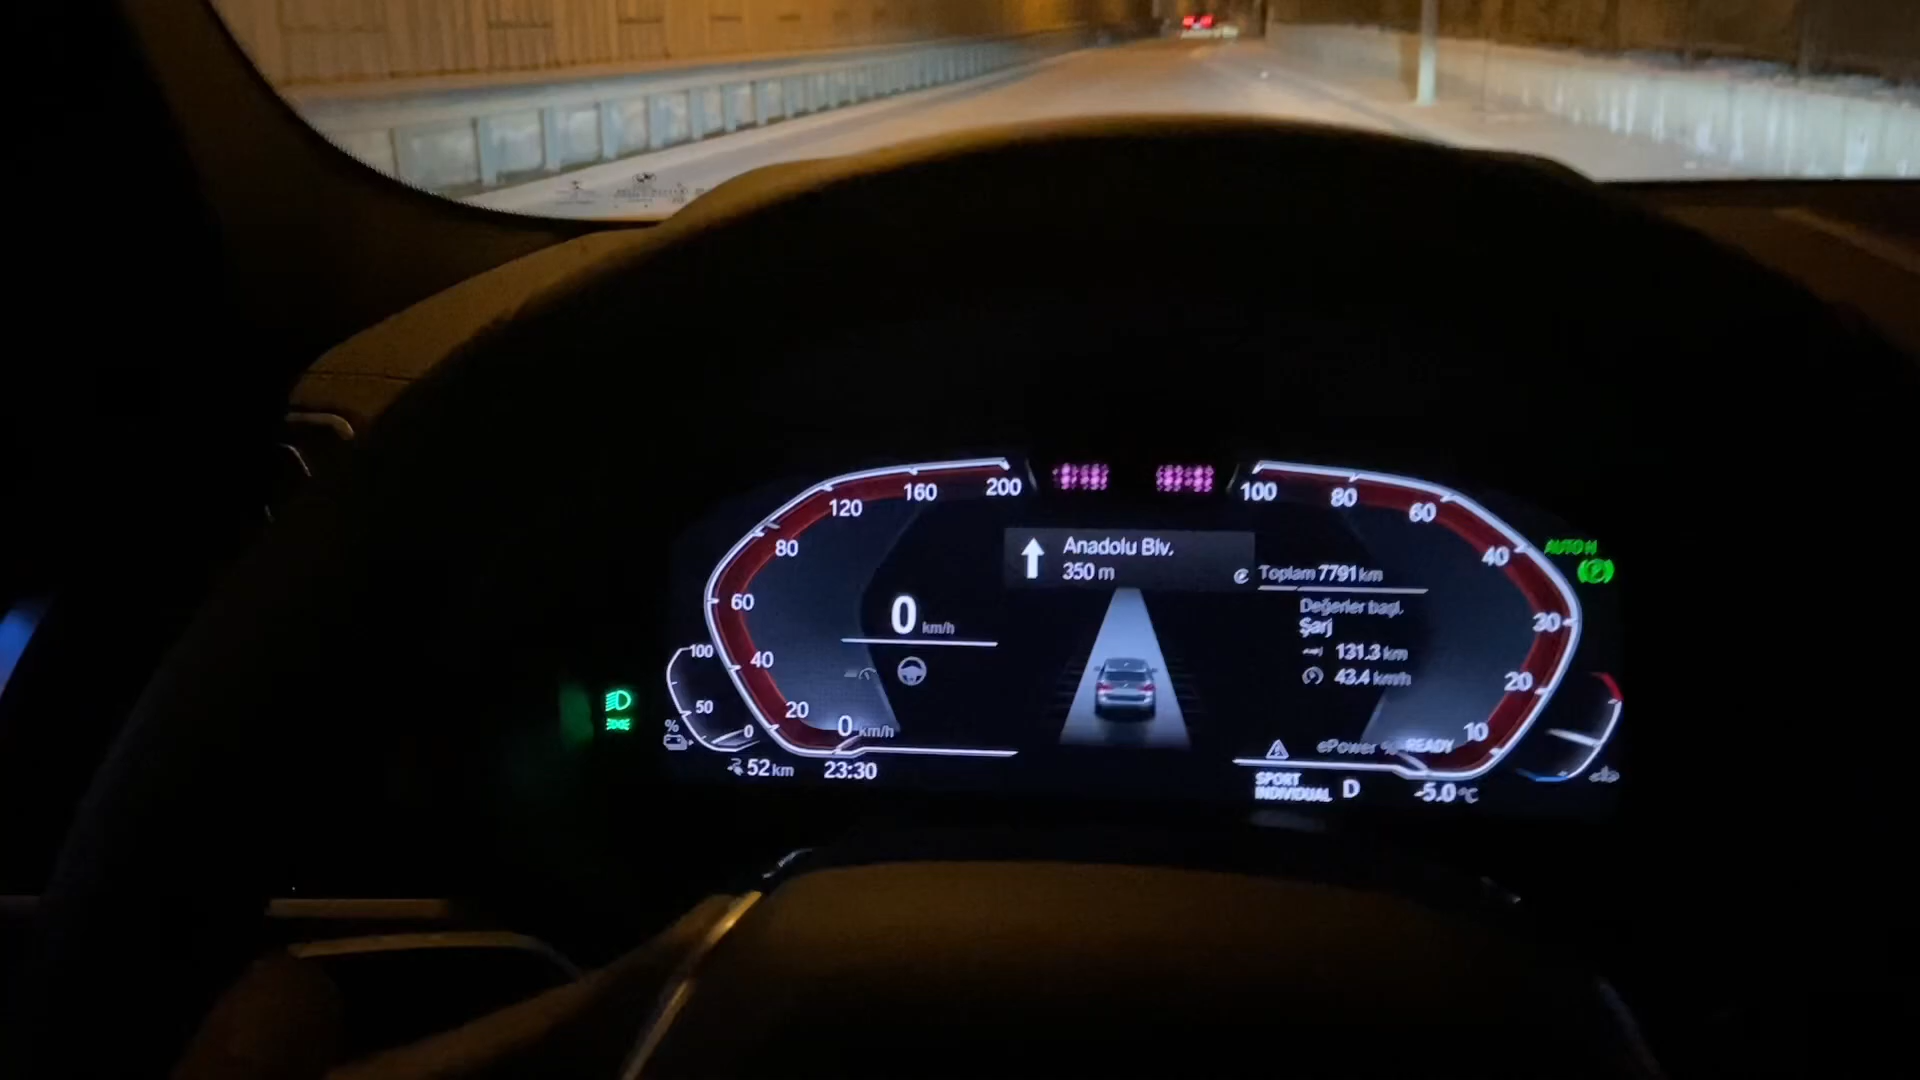 200
160
120
80
60
40
20
0 km/h
100
80
60
40
30
20
10
Anadolu Blv.
350 m
Toplam 7791 km
Değerler başl.
Şarj
131.3 km
43.4 km/h
0 km/h
AUTO H
100
50
0
%
52 km
23:30
ePower % READY
SPORT
INDIVIDUAL
D
-5.0 °C